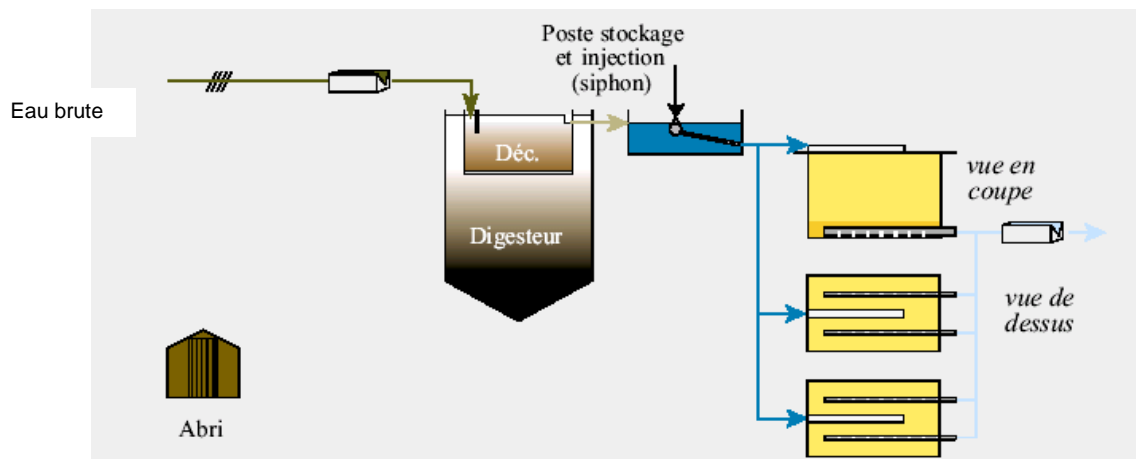 Poste stockage
et injection
(siphon)
Eau brute
Déc.
vue en
coupe
Digesteur
vue de
dessus
Abri